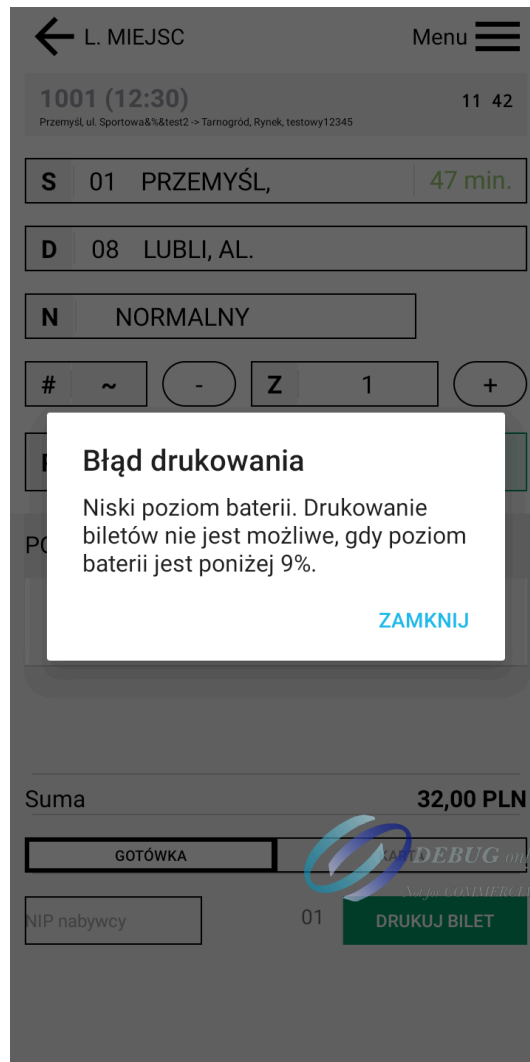 L. MIEJSC
Menu
1001 (12:30)
11 42
Przemyśl, ul. Sportowa&%&test2 -> Tarnogród, Rynek, testowy12345
S 01 PRZEMYŚL, 47 min.
D 08 LUBLI, AL.
N NORMALNY
# ~ - Z 1 +
Błąd drukowania
Niski poziom baterii. Drukowanie
biletów nie jest możliwe, gdy poziom
baterii jest poniżej 9%.
ZAMKNIJ
Suma 32,00 PLN
GOTÓWKA KARTA
DEBUG
NIP nabywcy 01 DRUKUJ BILET